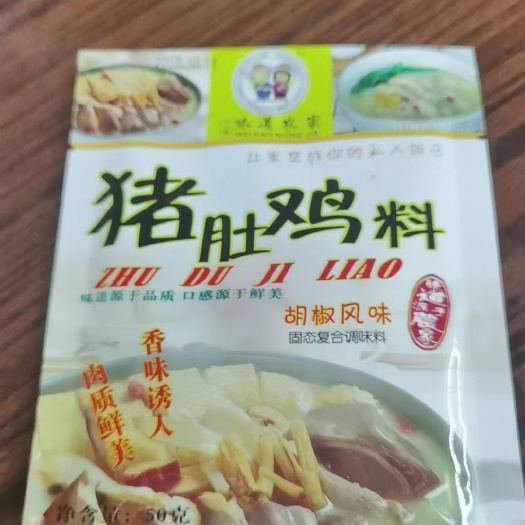 味道农家
WEI DAO NONG JIA
让家变成你的私人饭店
猪肚鸡料
ZHU DU JI LIAO
味道源于品质 口感源于鲜美
胡椒风味
固态复合调味料
香味诱人
肉质鲜美
净含量: 50克